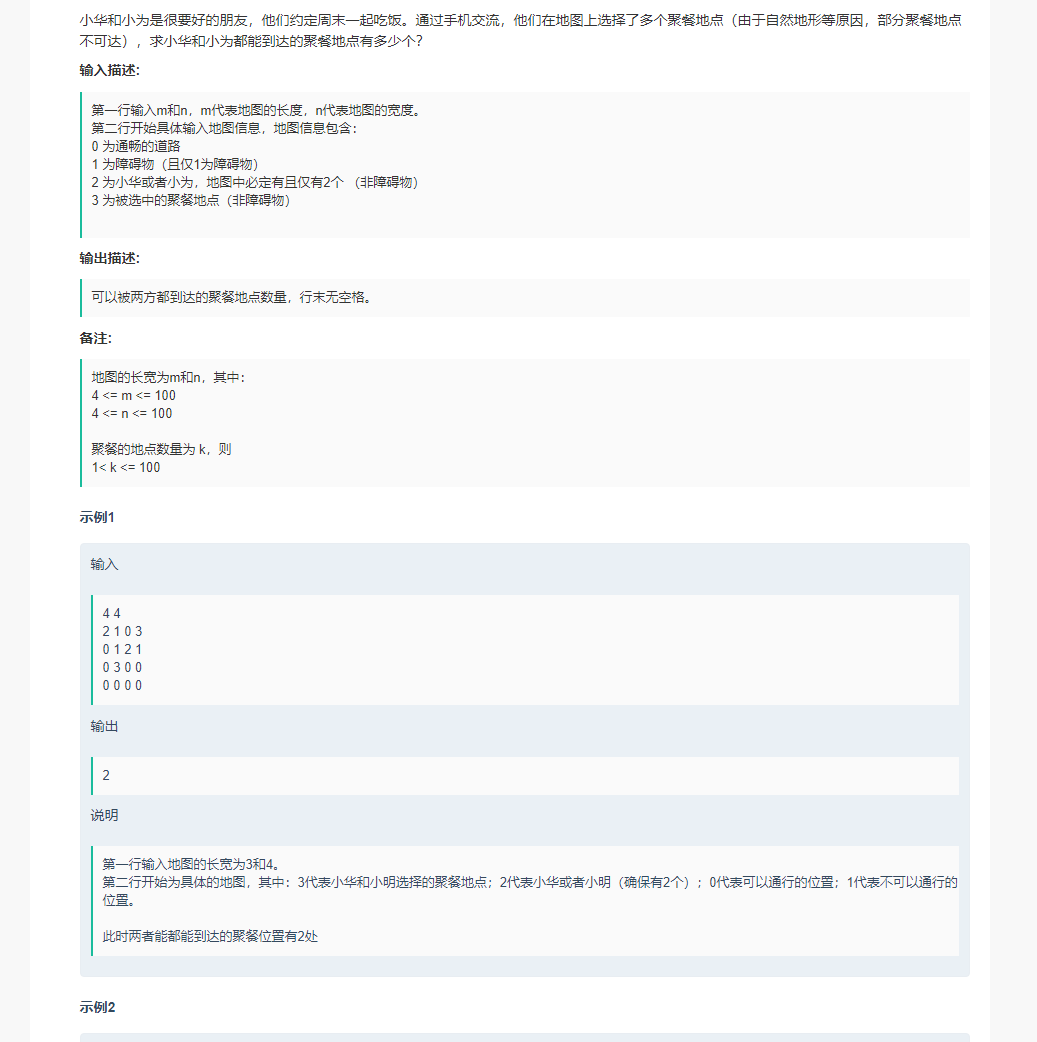 小华和小为是很要好的朋友，他们约定周末一起吃饭。通过手机交流，他们在地图上选择了多个聚餐地点（由于自然地形等原因，部分聚餐地点
不可达），求小华和小为都能到达的聚餐地点有多少个？
输入描述:
第一行输入m和n，m代表地图的长度，n代表地图的宽度。
第二行开始具体输入地图信息，地图信息包含：
0 为通畅的道路
1 为障碍物（且仅1为障碍物）
2 为小华或者小为，地图中必定有且仅有2个 （非障碍物）
3 为被选中的聚餐地点（非障碍物）
输出描述:
可以被两方都到达的聚餐地点数量，行末无空格。
备注:
地图的长宽为m和n，其中：
4 <= m <= 100
4 <= n <= 100
聚餐的地点数量为 k，则
1< k <= 100
示例1
输入
4 4
2 1 0 3
0 1 2 1
0 3 0 0
0 0 0 0
输出
2
说明
第一行输入地图的长宽为3和4。
第二行开始为具体的地图，其中：3代表小华和小明选择的聚餐地点；2代表小华或者小明（确保有2个）；0代表可以通行的位置；1代表不可以通行的
位置。
此时两者能都能到达的聚餐位置有2处
示例2